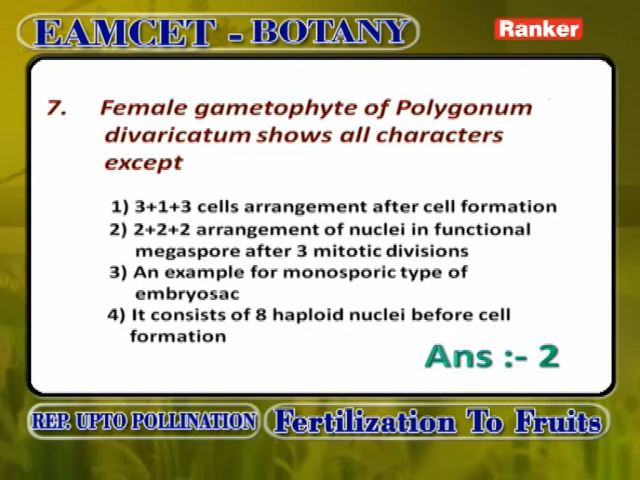 EAMCET - BOTANY
Ranker
7. Female gametophyte of Polygonum
divaricatum shows all characters
except
1) 3+1+3 cells arrangement after cell formation
2) 2+2+2 arrangement of nuclei in functional
megaspore after 3 mitotic divisions
3) An example for monosporic type of
embryosac
4) It consists of 8 haploid nuclei before cell
formation
Ans :- 2
REP. UPTO POLLINATION
Fertilization To Fruits